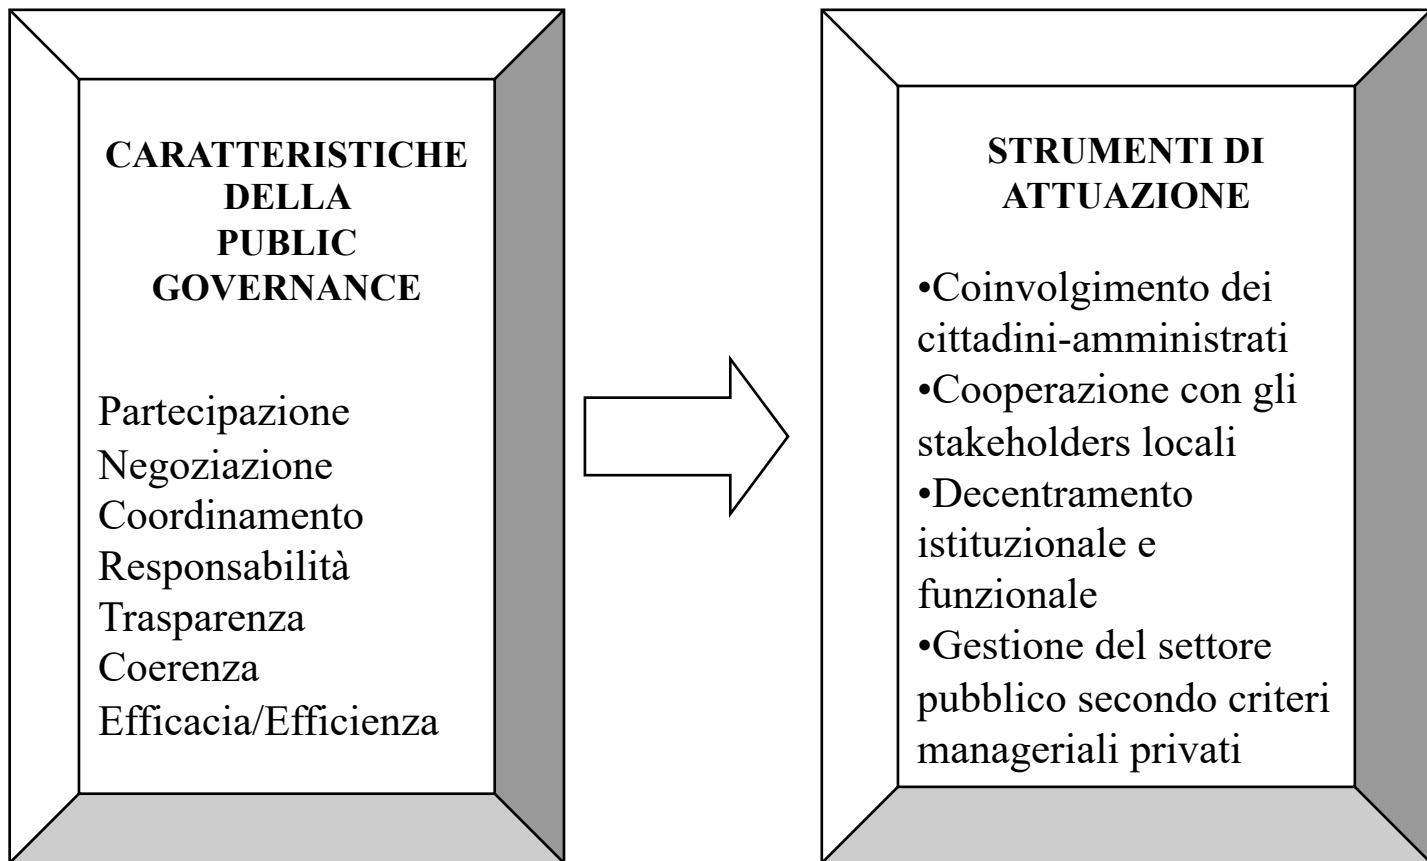 CARATTERISTICHE
DELLA
PUBLIC
GOVERNANCE
Partecipazione
Negoziazione
Coordinamento
Responsabilità
Trasparenza
Coerenza
Efficacia/Efficienza
STRUMENTI DI
ATTUAZIONE
•Coinvolgimento dei
cittadini-amministrati
•Cooperazione con gli
stakeholders locali
•Decentramento
istituzionale e
funzionale
•Gestione del settore
pubblico secondo criteri
manageriali privati